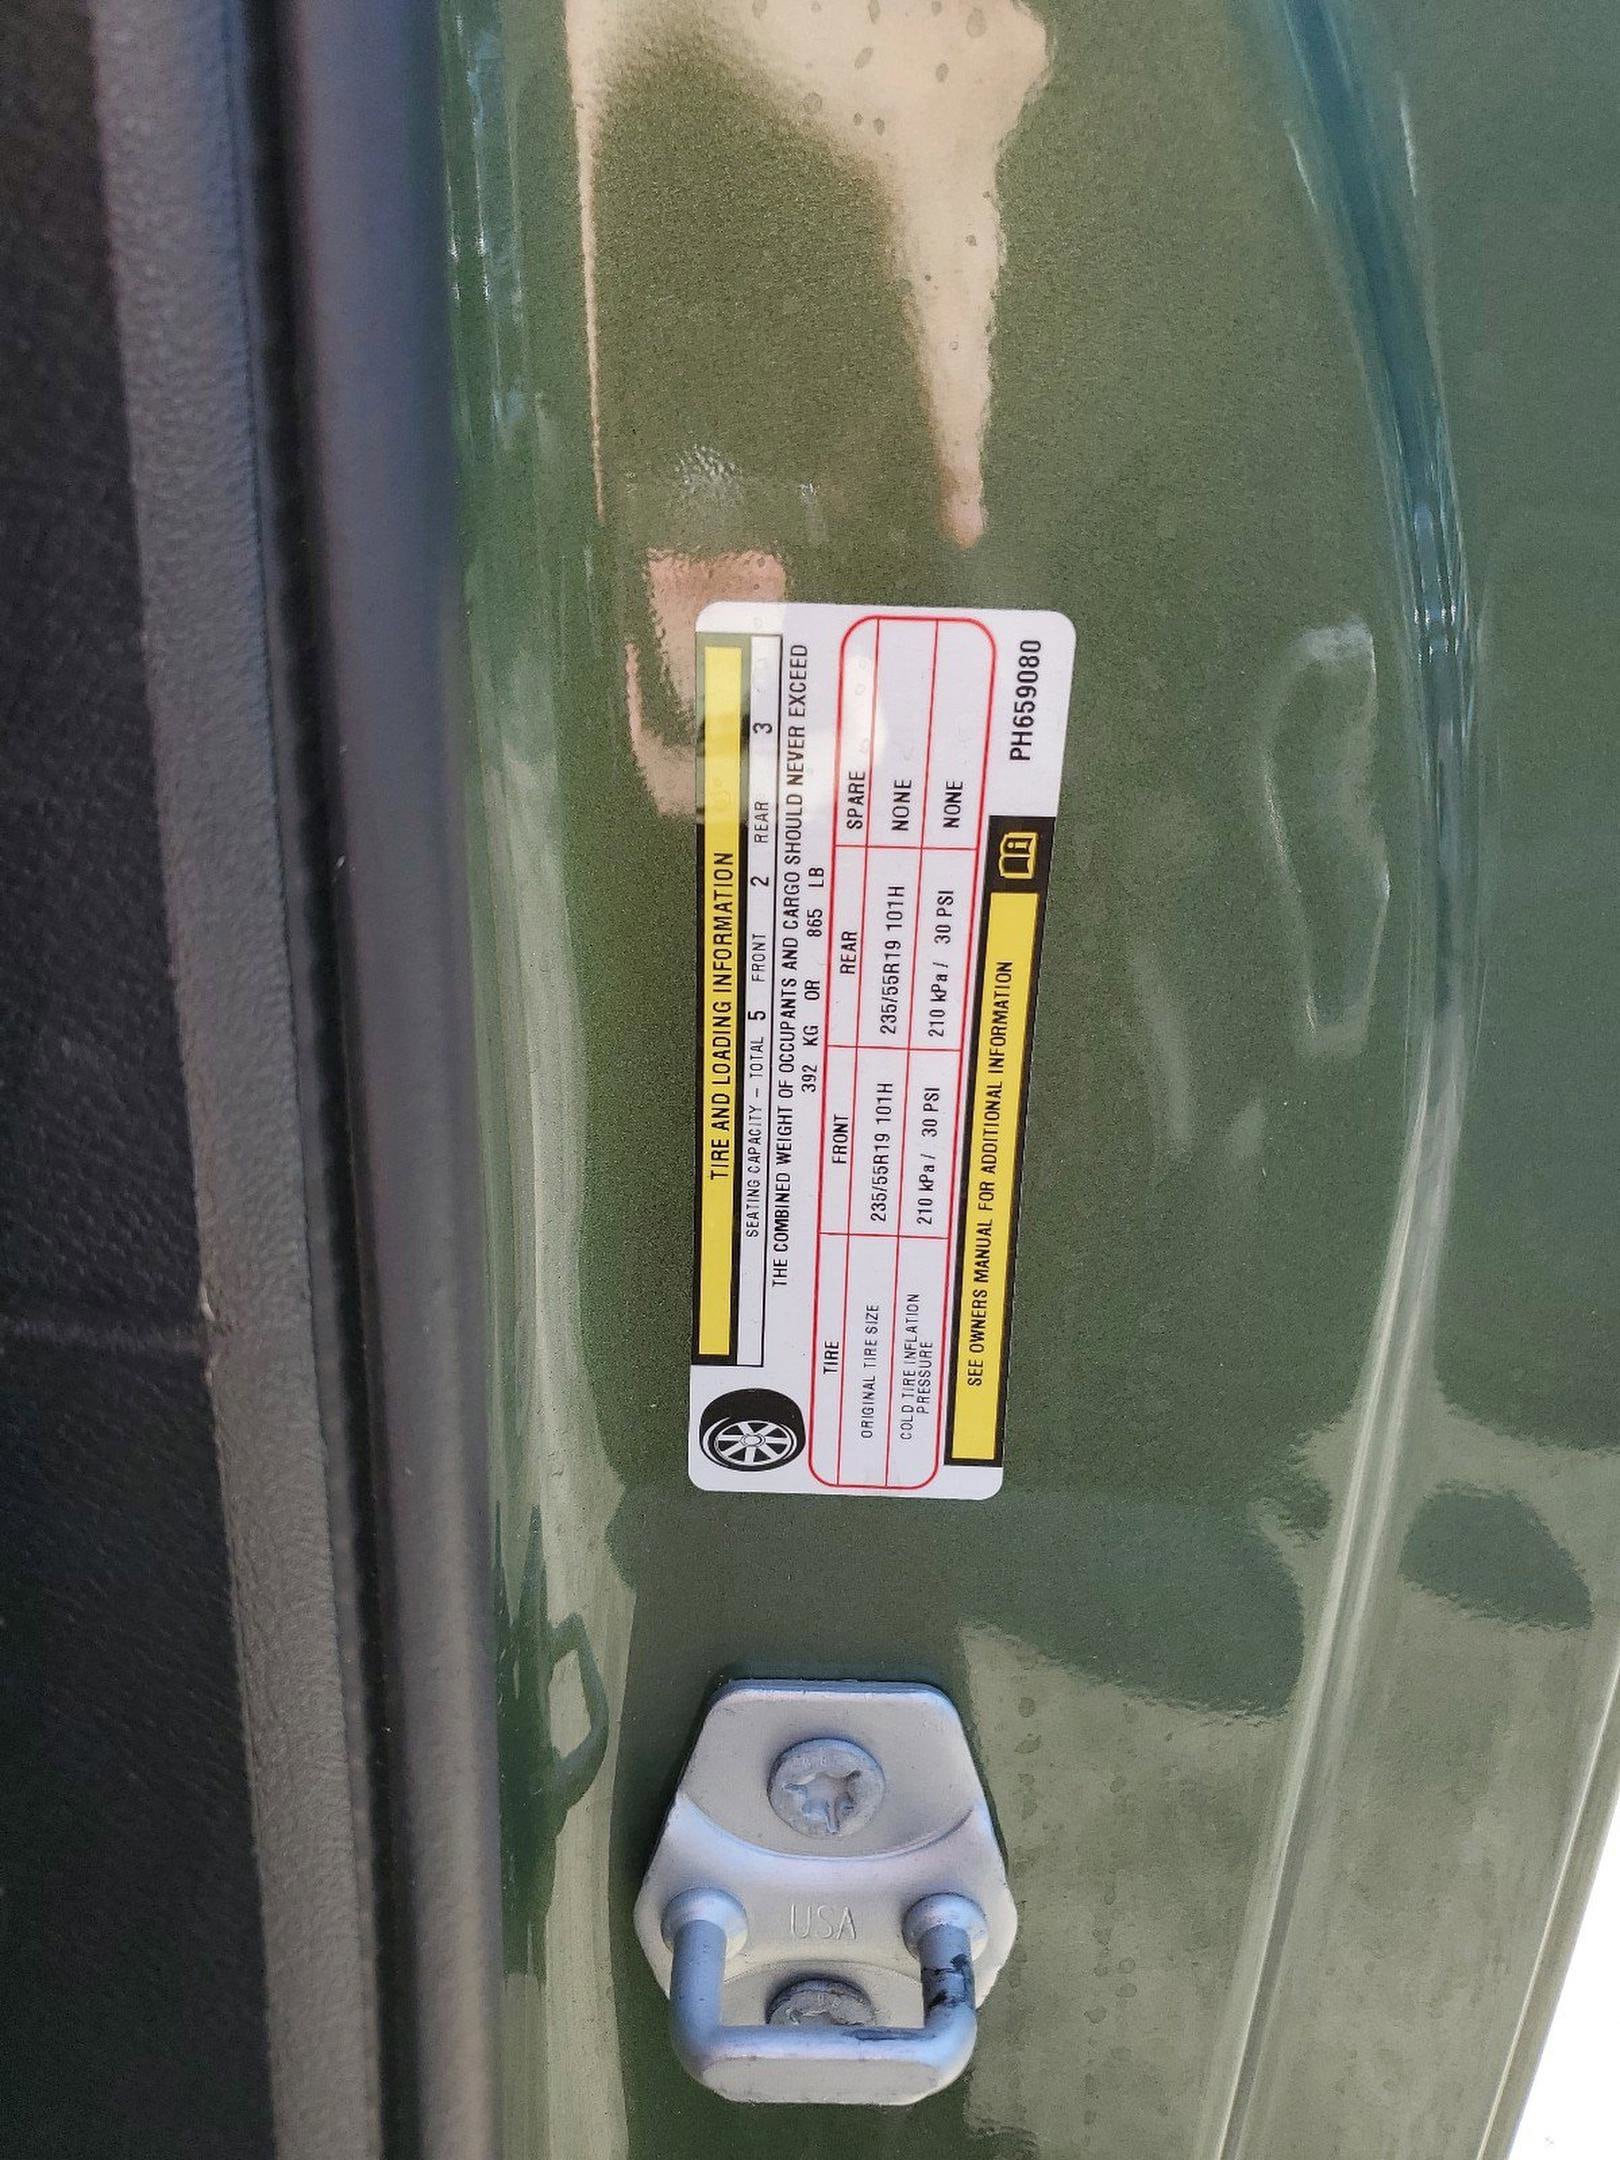 TIRE AND LOADING INFORMATION
SEATING CAPACITY – TOTAL 5 FRONT 2 REAR 3
THE COMBINED WEIGHT OF OCCUPANTS AND CARGO SHOULD NEVER EXCEED
392 KG OR 865 LB
TIRE FRONT REAR SPARE
ORIGINAL TIRE SIZE 235/55R19 101H 235/55R19 101H NONE
COLD TIRE INFLATION
PRESSURE 210 kPa / 30 PSI 210 kPa / 30 PSI NONE
SEE OWNERS MANUAL FOR ADDITIONAL INFORMATION
PH659080
USA